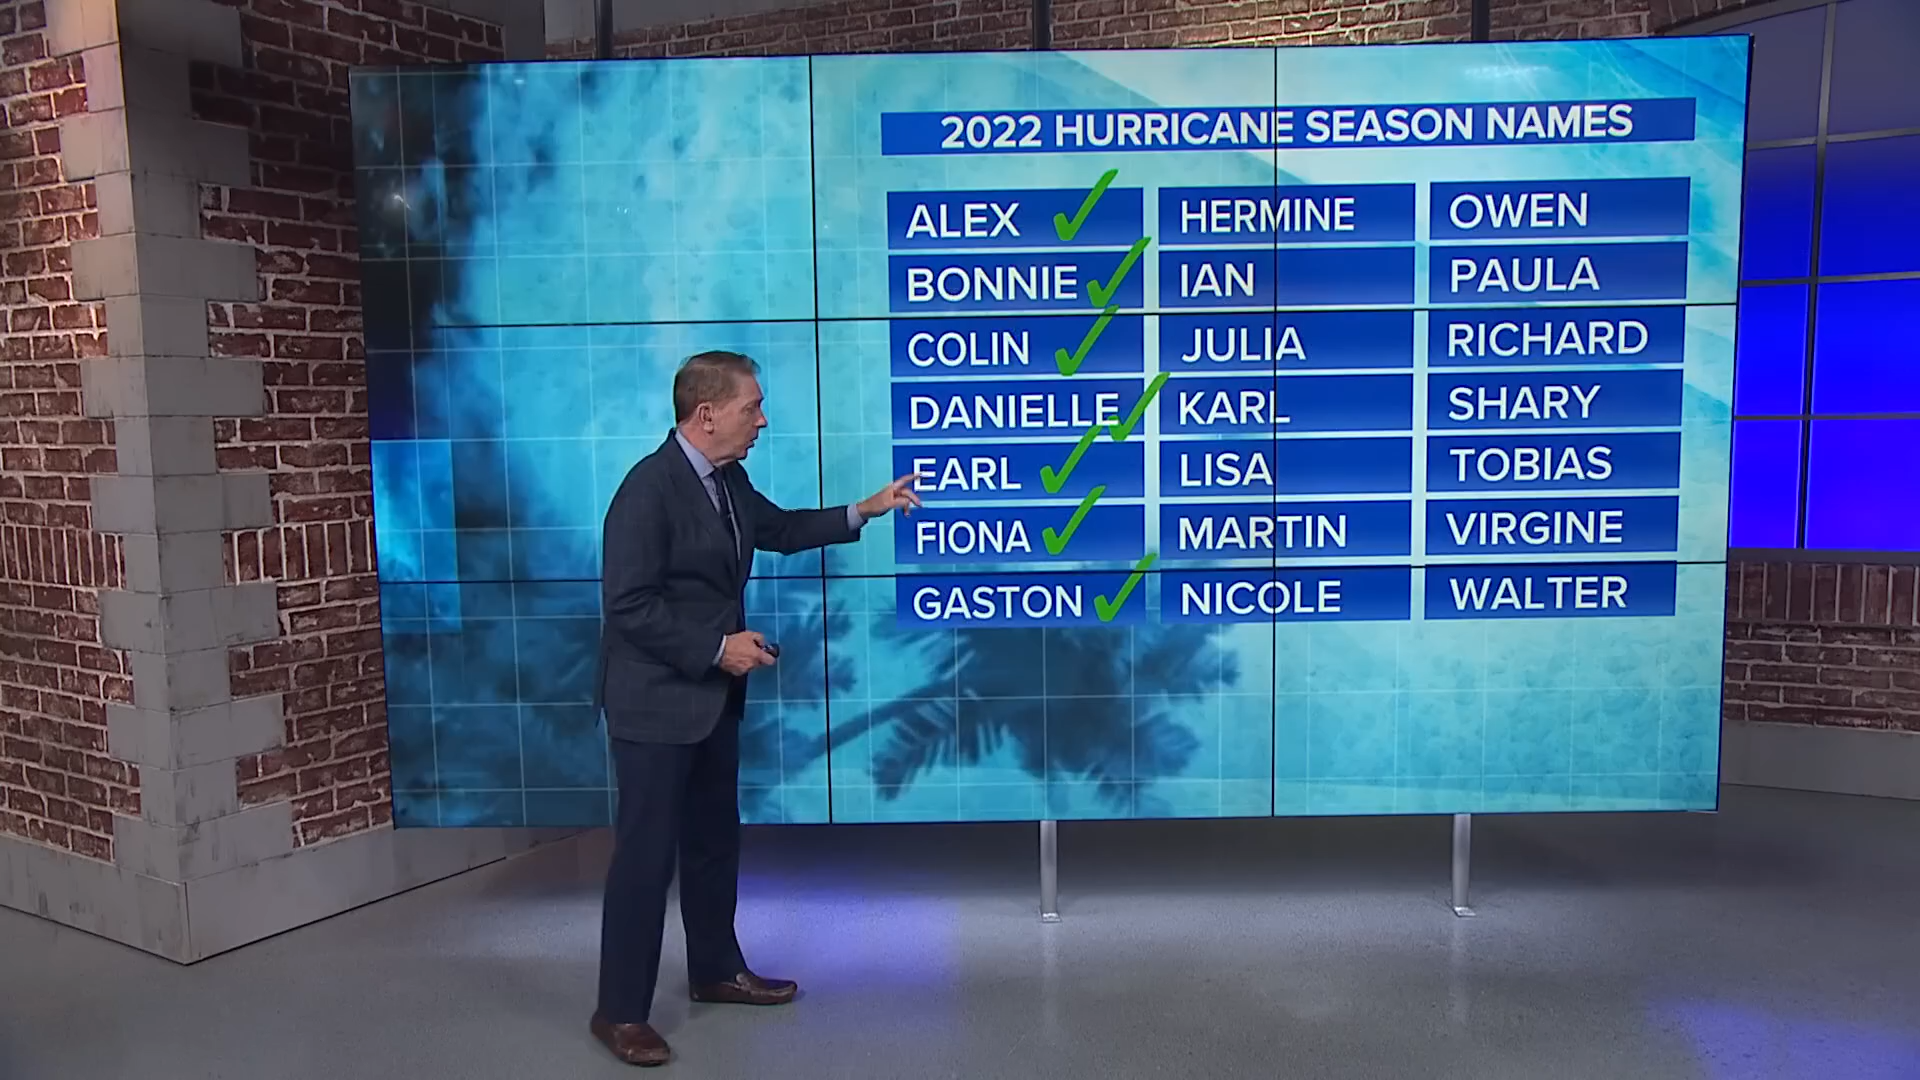 2022 HURRICANE SEASON NAMES
ALEX
BONNIE
COLIN
DANIELLE
EARL
FIONA
GASTON
HERMINE
IAN
JULIA
KARL
LISA
MARTIN
NICOLE
OWEN
PAULA
RICHARD
SHARY
TOBIAS
VIRGINE
WALTER